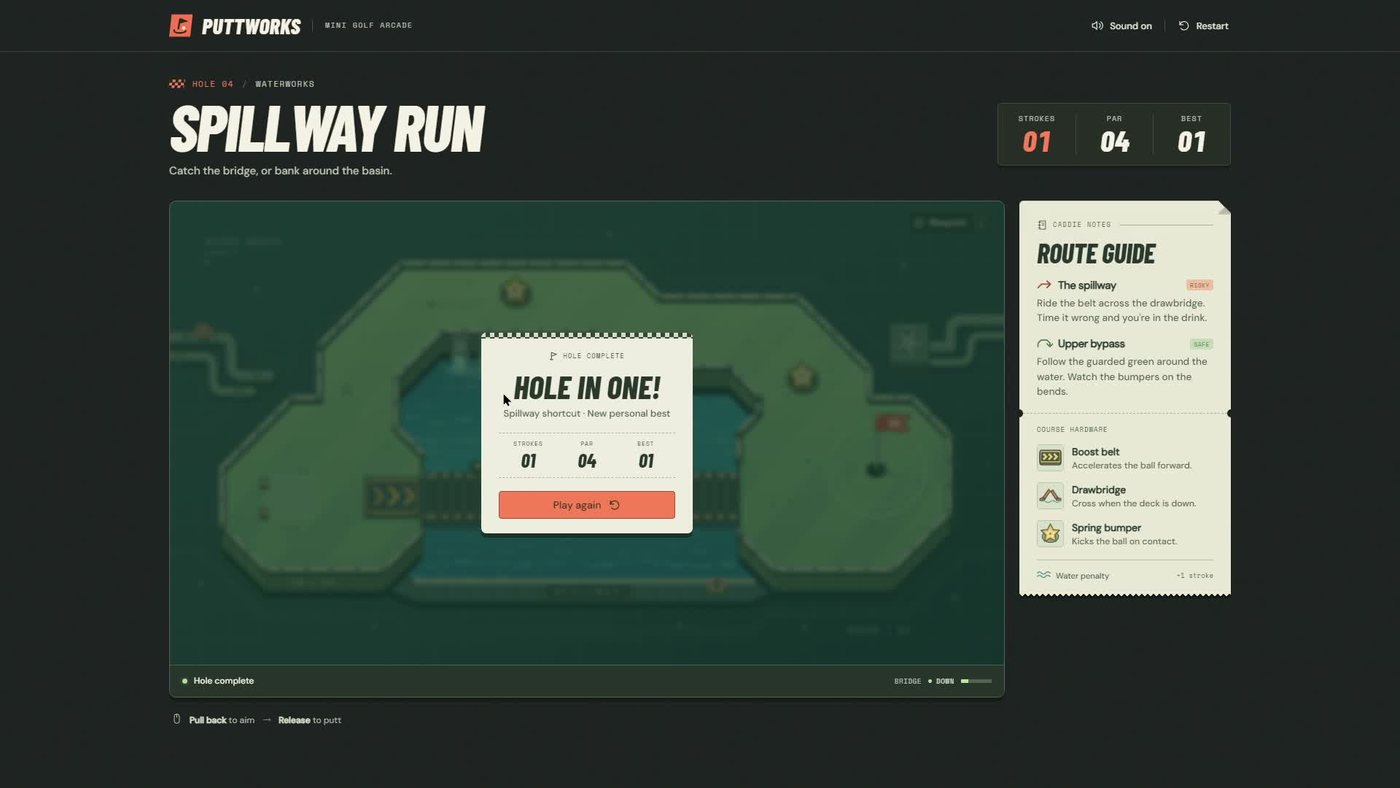 PUTTWORKS
MINI GOLF ARCADE
Sound on
Restart
HOLE 04 / WATERWORKS
SPILLWAY RUN
Catch the bridge, or bank around the basin.
STROKES
01
PAR
04
BEST
01
HOLE COMPLETE
HOLE IN ONE!
Spillway shortcut · New personal best
STROKES
01
PAR
04
BEST
01
Play again
Hole complete
BRIDGE
DOWN
Pull back to aim → Release to putt
CADDIE NOTES
ROUTE GUIDE
The spillway
RISKY
Ride the belt across the drawbridge.
Time it wrong and you're in the drink.
Upper bypass
SAFE
Follow the guarded green around the
water. Watch the bumpers on the
bends.
COURSE HARDWARE
Boost belt
Accelerates the ball forward.
Drawbridge
Cross when the deck is down.
Spring bumper
Kicks the ball on contact.
Water penalty
+1 stroke